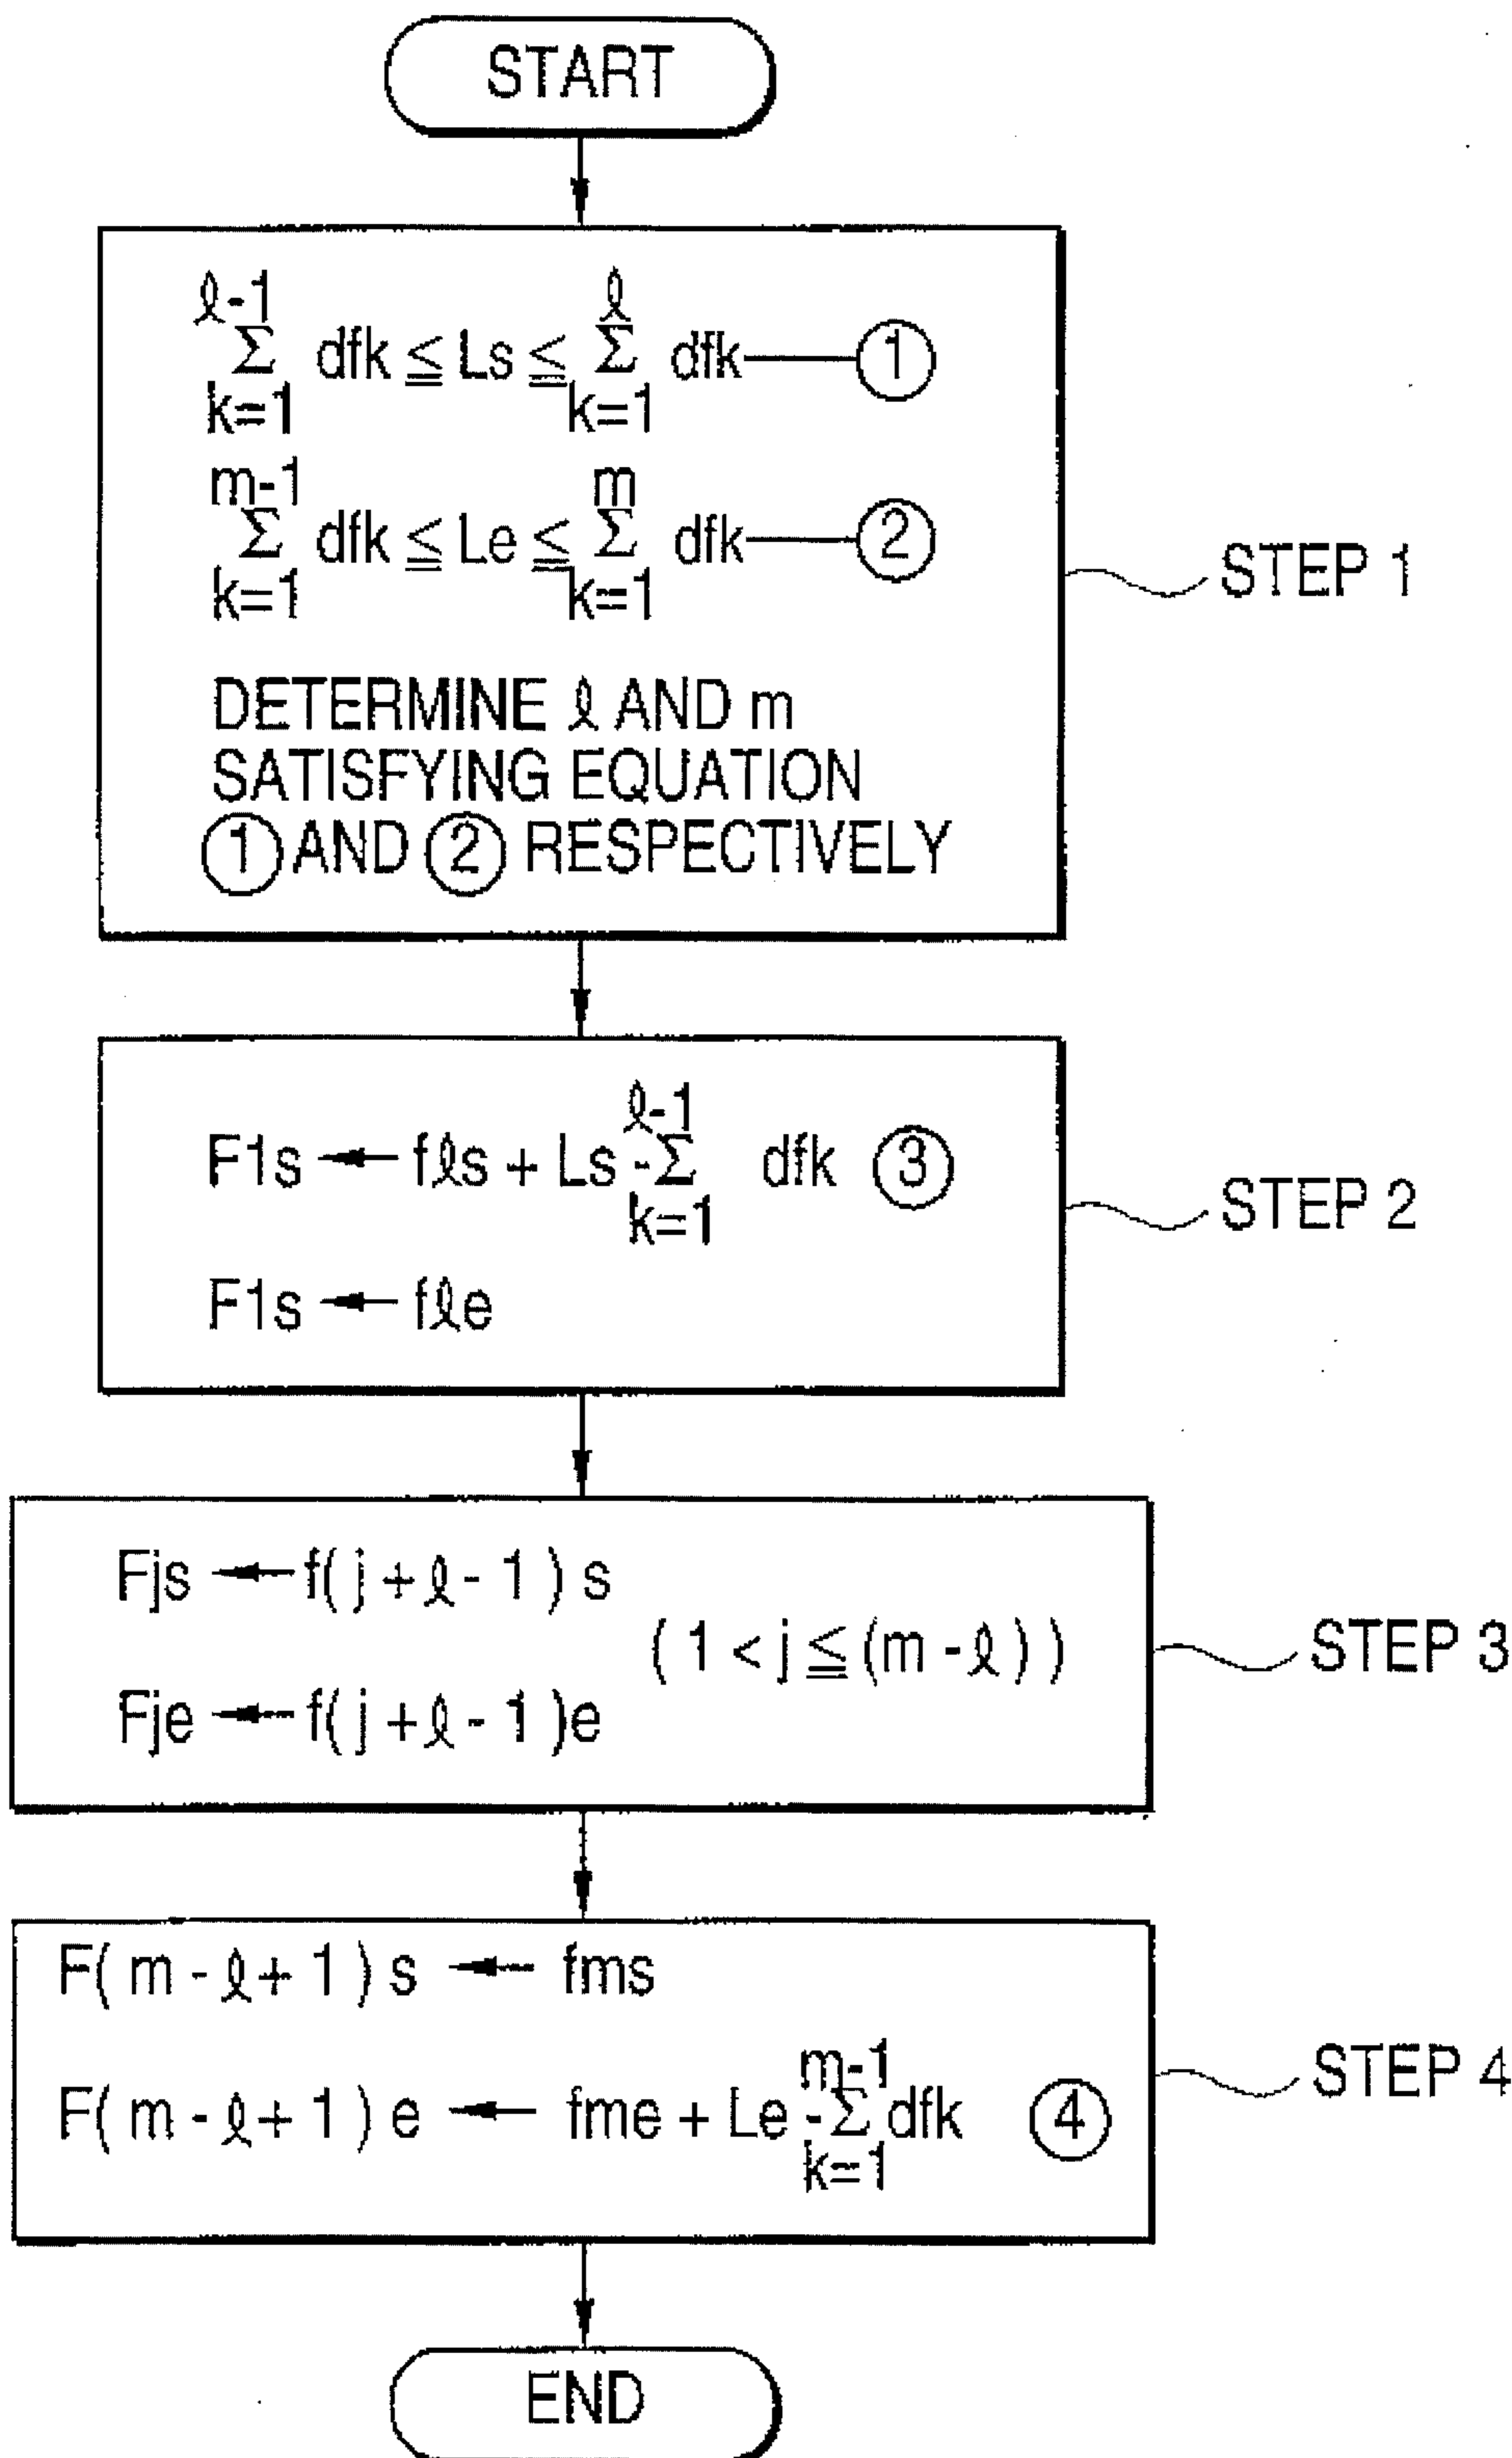 START
ℓ-1 ℓ
Σ dfk ≦ Ls ≦ Σ dfk ①
k=1 k=1
m-1 m
Σ dfk ≦ Le ≦ Σ dfk ②
k=1 k=1
DETERMINE ℓ AND m
SATISFYING EQUATION
① AND ② RESPECTIVELY
STEP 1
ℓ-1
F1s ← fℓs + Ls -Σ dfk ③
k=1
F1s ← fℓe
STEP 2
Fjs ← f( j + ℓ - 1 ) s
( 1 < j ≦ (m - ℓ ) )
Fje ← f( j + ℓ - 1 )e
STEP 3
F( m - ℓ + 1 ) s ← fms
m-1
F( m - ℓ + 1 ) e ← fme + Le -Σ dfk ④
k=1
STEP 4
END